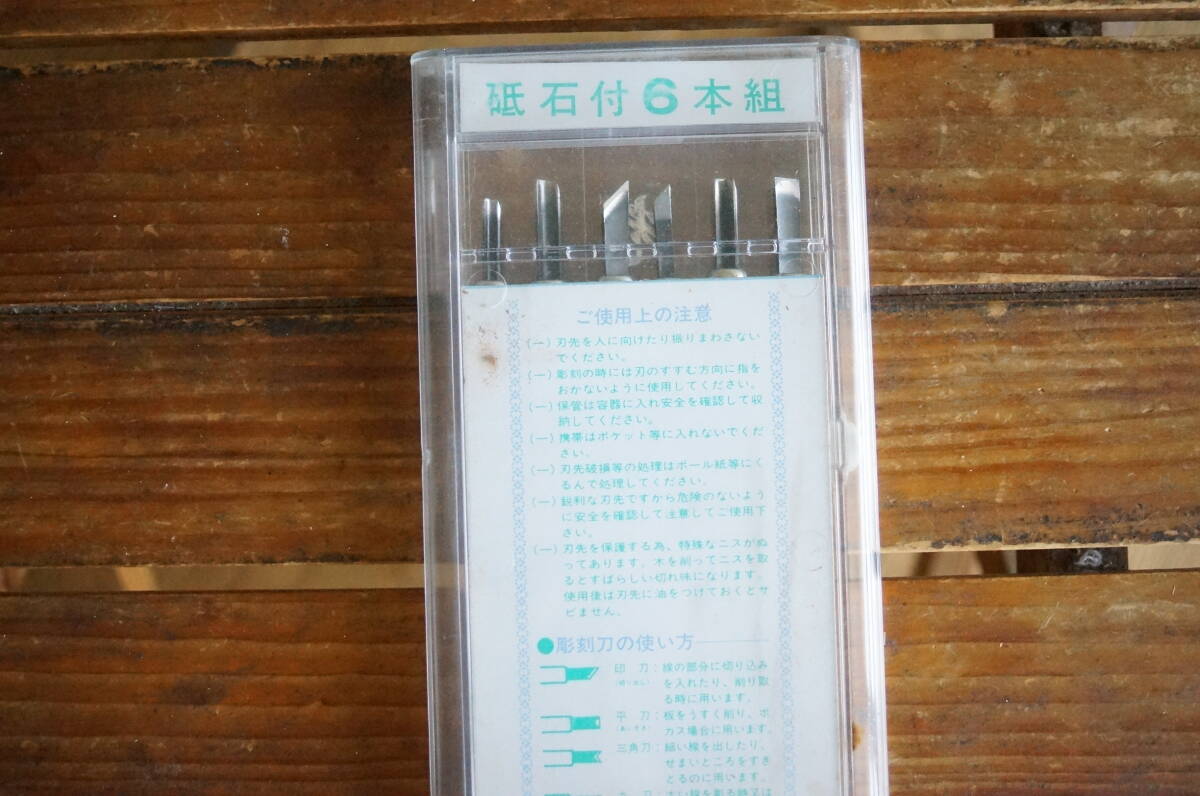 砥石付6本組
ご使用上の注意
(一)刃先を人に向けたり振りまわさない
でください。
(一)彫刻の時には刃のすすむ方向に指を
おかないように使用してください。
(一)保管は容器に入れ安全を確認して収
納してください。
(一)携帯はポケット等に入れないでくだ
さい。
(一)刃先破損等の処理はボール紙等にく
るんで処理してください。
(一)鋭利な刃先ですから危険のないよう
に安全を確認して注意してご使用下
さい。
(一)刃先を保護する為、特殊なニスがぬ
ってあります。木を削ってニスを取
るとすばらしい切れ味になります。
使用後は刃先に油をつけておくとサ
ビません。
●彫刻刀の使い方
印刀:線の部分に切り込み
を入れたり、削り取
る時に用います。
平刀:板をうすく削り、ボ
カス場合に用います。
三角刀:細い線を出したり、
せまいところをすき
とるのに用います。